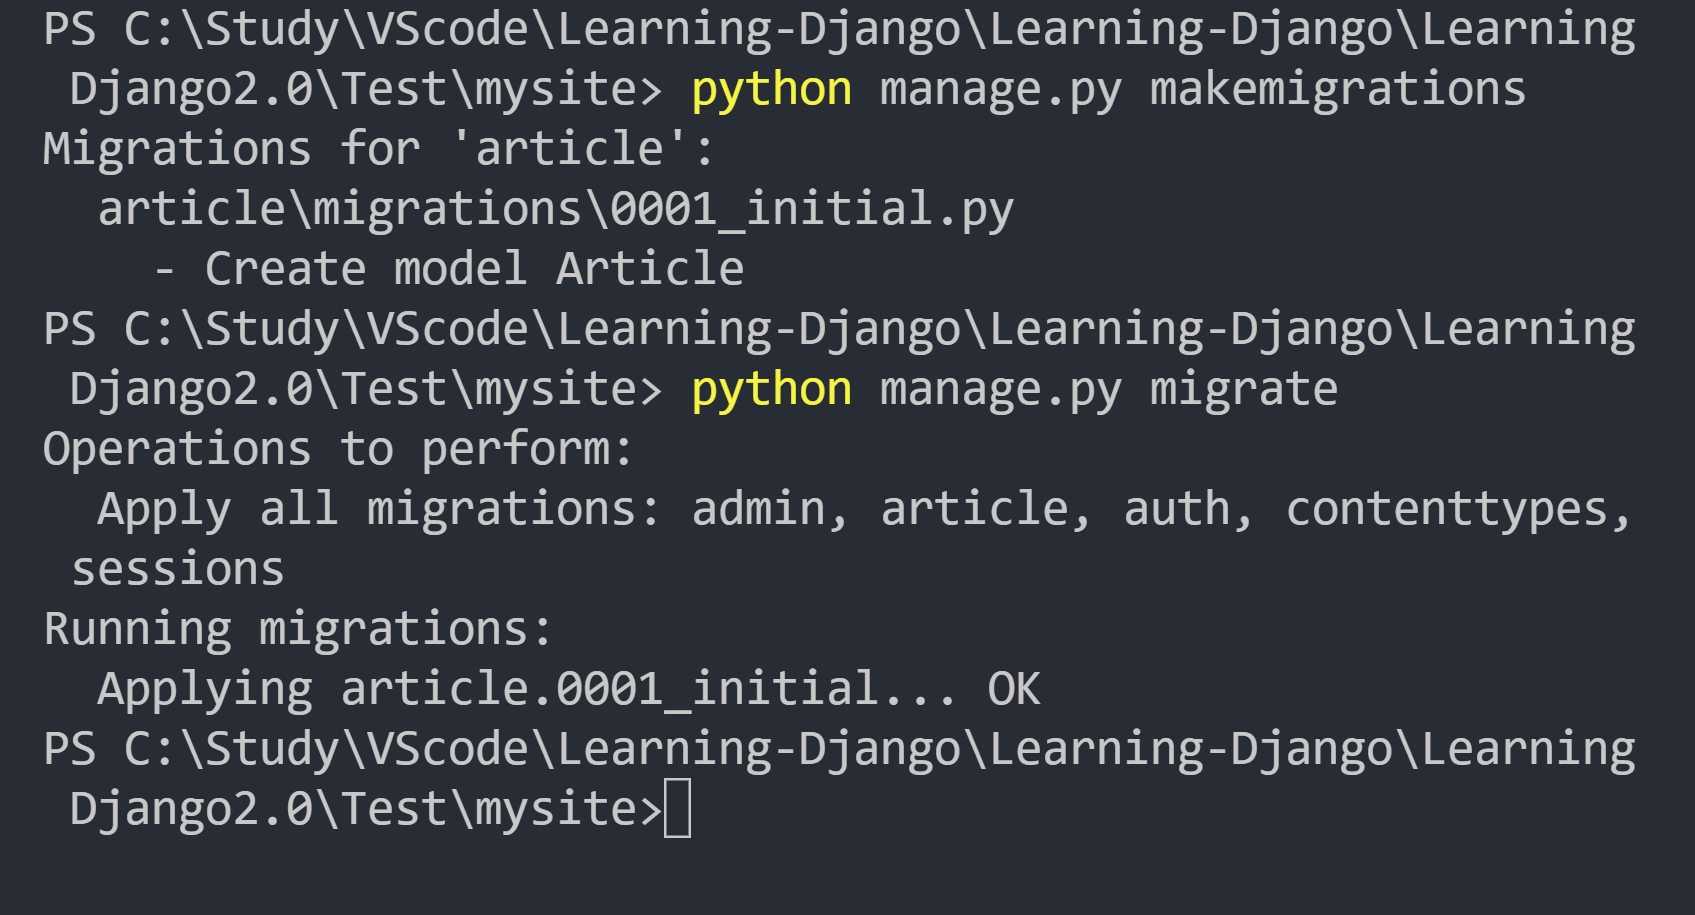 PS C:\Study\VScode\Learning-Django\Learning-Django\Learning
Django2.0\Test\mysite> python manage.py makemigrations
Migrations for 'article':
article\migrations\0001_initial.py
- Create model Article
PS C:\Study\VScode\Learning-Django\Learning-Django\Learning
Django2.0\Test\mysite> python manage.py migrate
Operations to perform:
Apply all migrations: admin, article, auth, contenttypes,
sessions
Running migrations:
Applying article.0001_initial... OK
PS C:\Study\VScode\Learning-Django\Learning-Django\Learning
Django2.0\Test\mysite>